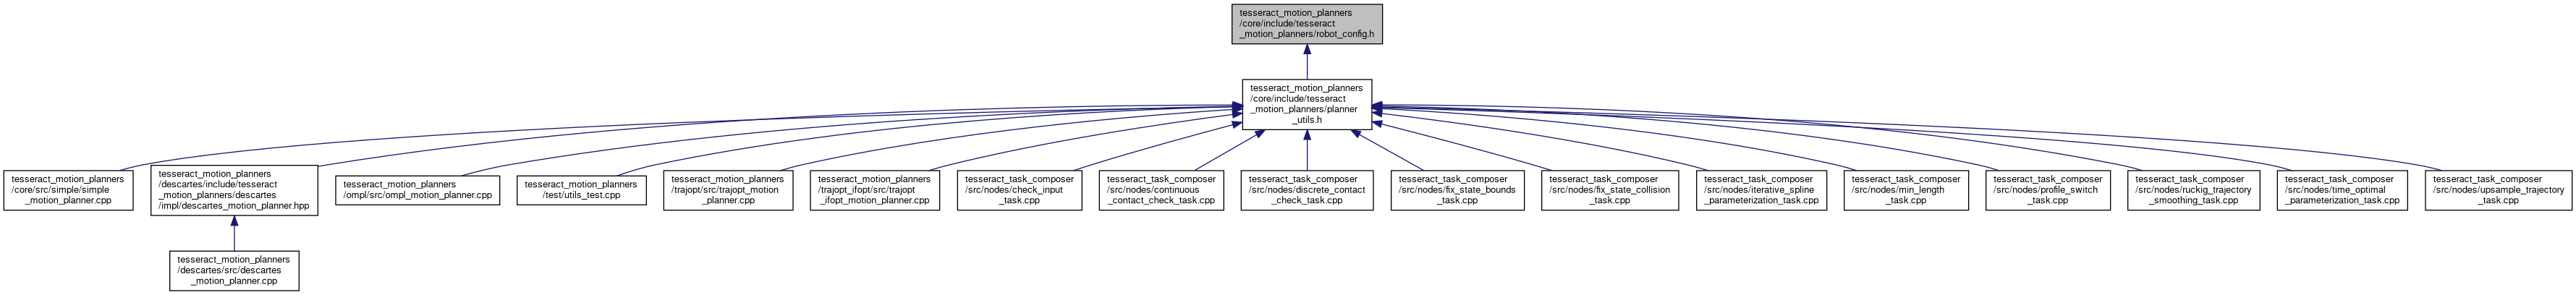 tesseract_motion_planners
/core/include/tesseract
_motion_planners/robot_config.h
tesseract_motion_planners
/core/include/tesseract
_motion_planners/planner
_utils.h
tesseract_motion_planners
/core/src/simple/simple
_motion_planner.cpp
tesseract_motion_planners
/descartes/include/tesseract
_motion_planners/descartes
/impl/descartes_motion_planner.hpp
tesseract_motion_planners
/ompl/src/ompl_motion_planner.cpp
tesseract_motion_planners
/test/utils_test.cpp
tesseract_motion_planners
/trajopt/src/trajopt_motion
_planner.cpp
tesseract_motion_planners
/trajopt_ifopt/src/trajopt
_ifopt_motion_planner.cpp
tesseract_task_composer
/src/nodes/check_input
_task.cpp
tesseract_task_composer
/src/nodes/continuous
_contact_check_task.cpp
tesseract_task_composer
/src/nodes/discrete_contact
_check_task.cpp
tesseract_task_composer
/src/nodes/fix_state_bounds
_task.cpp
tesseract_task_composer
/src/nodes/fix_state_collision
_task.cpp
tesseract_task_composer
/src/nodes/iterative_spline
_parameterization_task.cpp
tesseract_task_composer
/src/nodes/min_length
_task.cpp
tesseract_task_composer
/src/nodes/profile_switch
_task.cpp
tesseract_task_composer
/src/nodes/ruckig_trajectory
_smoothing_task.cpp
tesseract_task_composer
/src/nodes/time_optimal
_parameterization_task.cpp
tesseract_task_composer
/src/nodes/upsample_trajectory
_task.cpp
tesseract_motion_planners
/descartes/src/descartes
_motion_planner.cpp